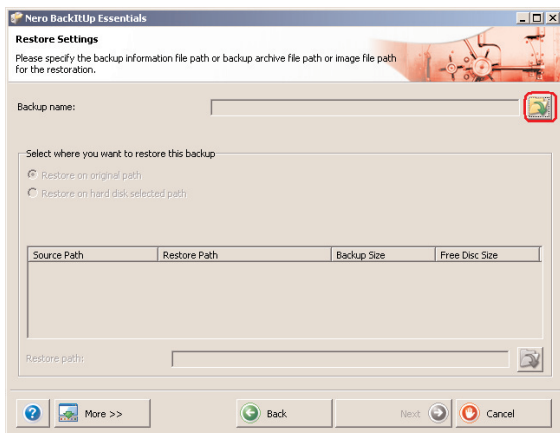 Nero BackItUp Essentials
Restore Settings
Please specify the backup information file path or backup archive file path or image file path
for the restoration.
Backup name:
Select where you want to restore this backup
Restore on original path
Restore on hard disk selected path
Source Path Restore Path Backup Size Free Disc Size
Restore path:
? More >> Back Next Cancel